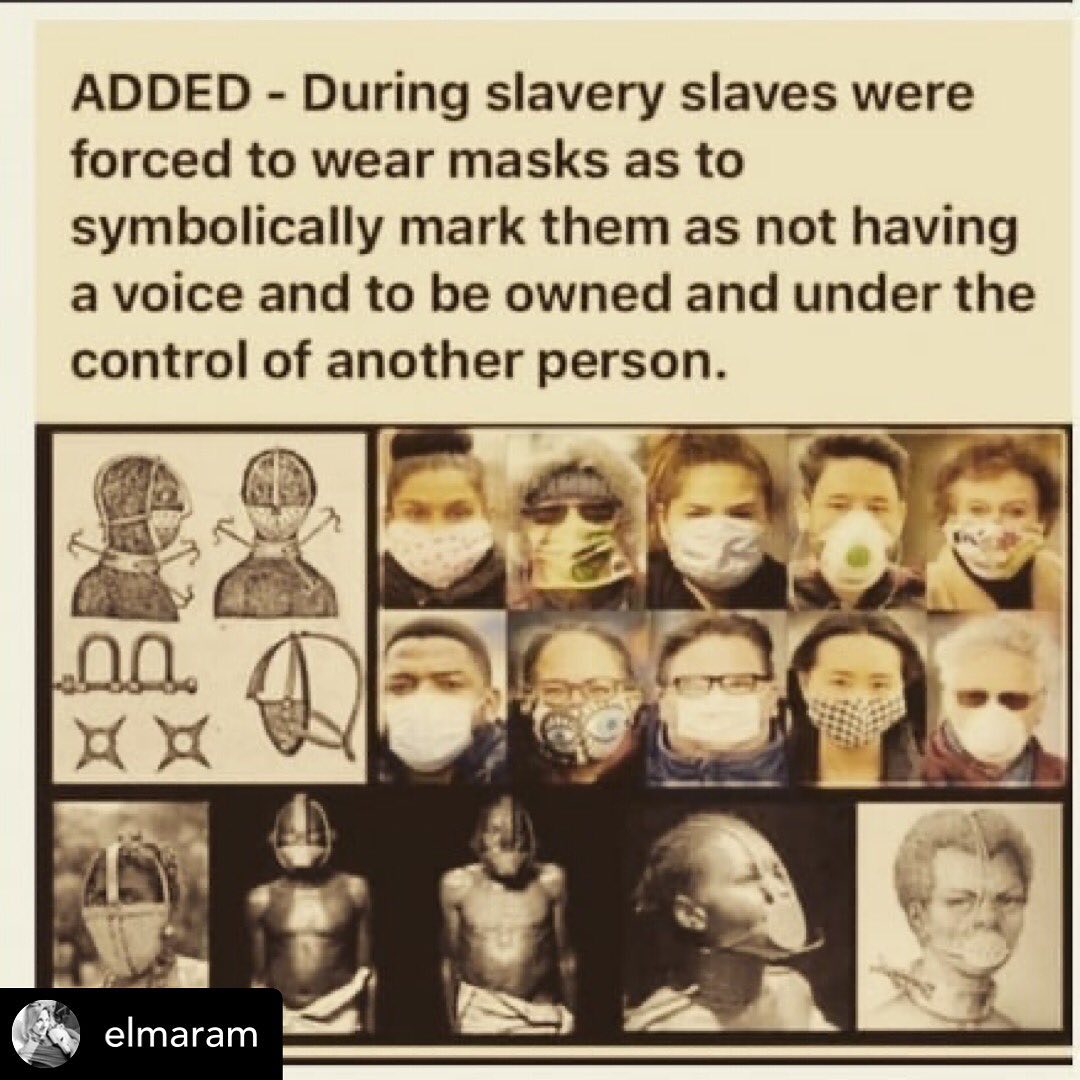 ADDED - During slavery slaves were
forced to wear masks as to
symbolically mark them as not having
a voice and to be owned and under the
control of another person.
elmaram